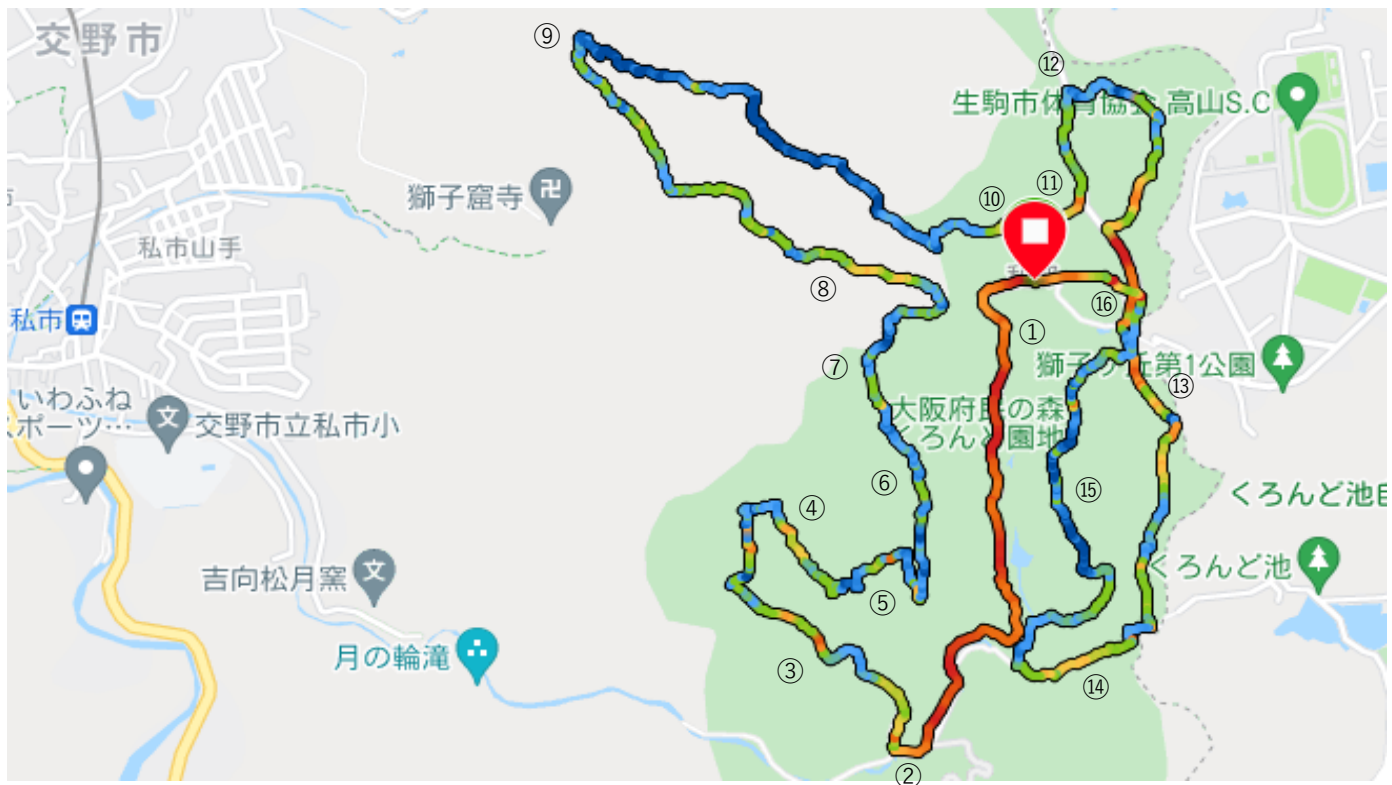 交野市
⑨
⑫
生駒市体育協会 高山S.C
獅子窟寺
⑩
⑪
私市山手
⑧
⑯
①
私市
⑦
獅子ヶ丘第1公園
⑬
いわふね
スポーツ…
交野市立私市小
大阪府民の森
くろんど園地
⑥
⑮
④
くろんど池自
吉向松月窯
くろんど池
⑤
月の輪滝
③
⑭
②